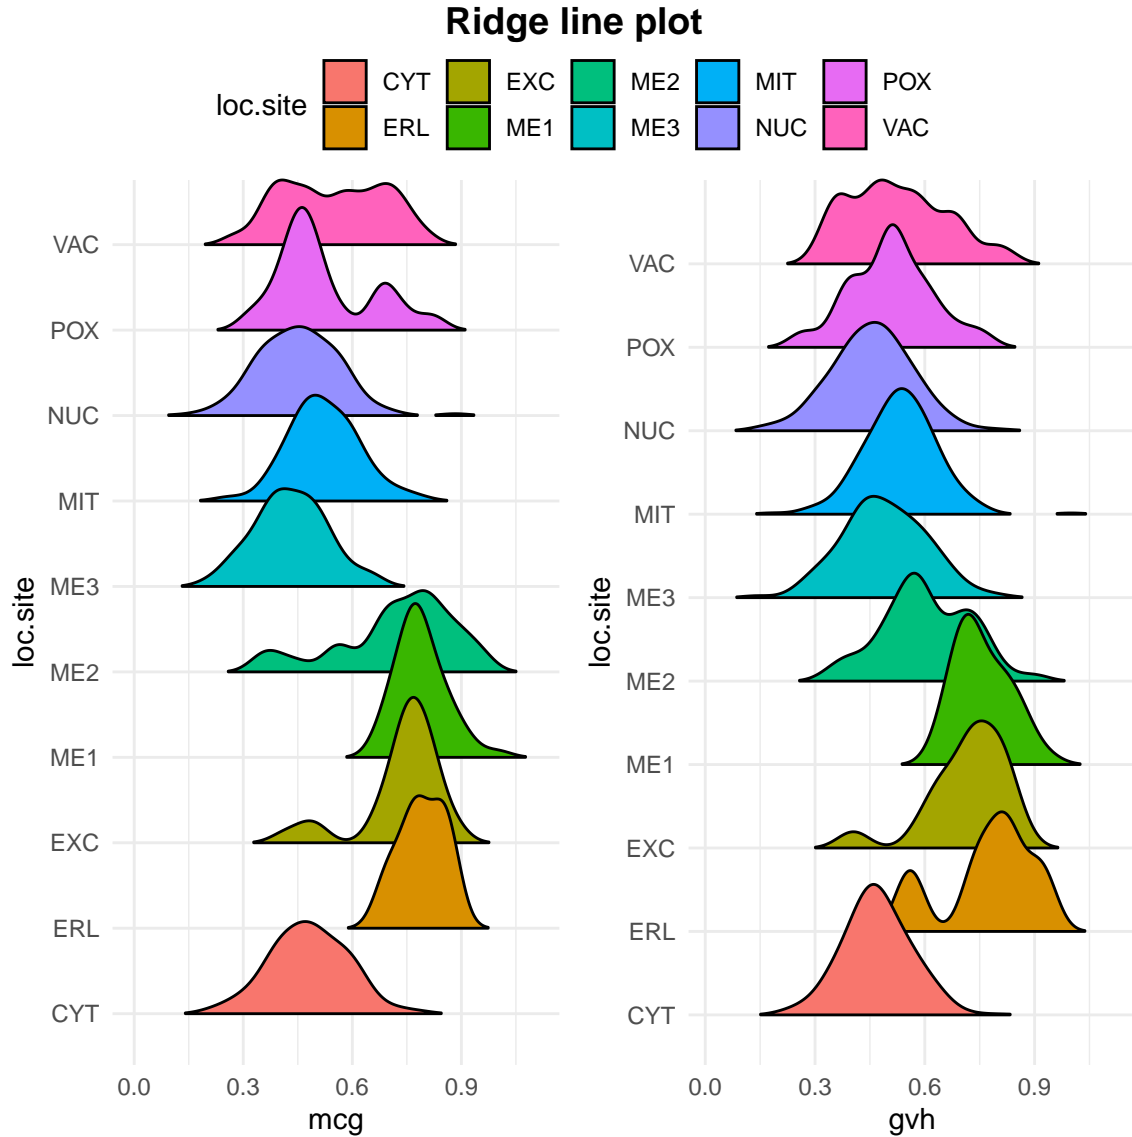 Ridge line plot
loc.site
CYT EXC ME2 MIT POX
ERL ME1 ME3 NUC VAC
loc.site
VAC
POX
NUC
MIT
ME3
ME2
ME1
EXC
ERL
CYT
0.0 0.3 0.6 0.9
mcg
loc.site
VAC
POX
NUC
MIT
ME3
ME2
ME1
EXC
ERL
CYT
0.0 0.3 0.6 0.9
gvh